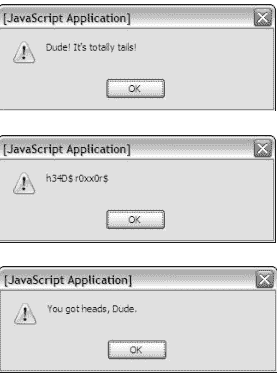 [JavaScript Application]
Dude! It's totally tails!
OK
[JavaScript Application]
h34D$ r0xx0r$
OK
[JavaScript Application]
You got heads, Dude.
OK